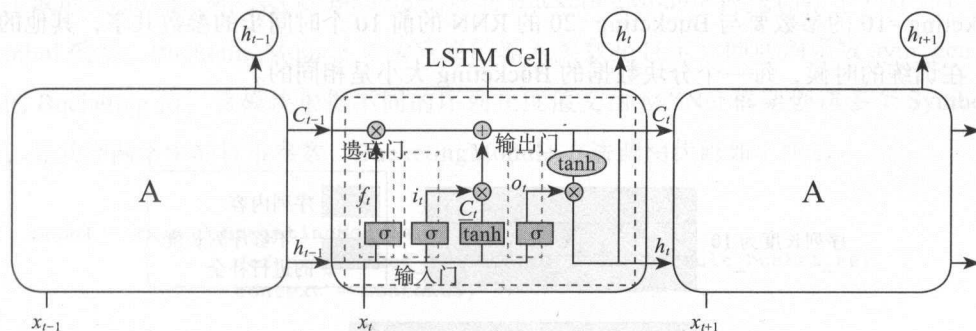 h_{t-1}
h_t
h_{t+1}
LSTM Cell
C_{t-1}
C_t
遗忘门
输出门
tanh
A
A
f_t
i_t
C_t
o_t
σ
σ
tanh
σ
h_{t-1}
h_t
输入门
x_{t-1}
x_t
x_{t+1}